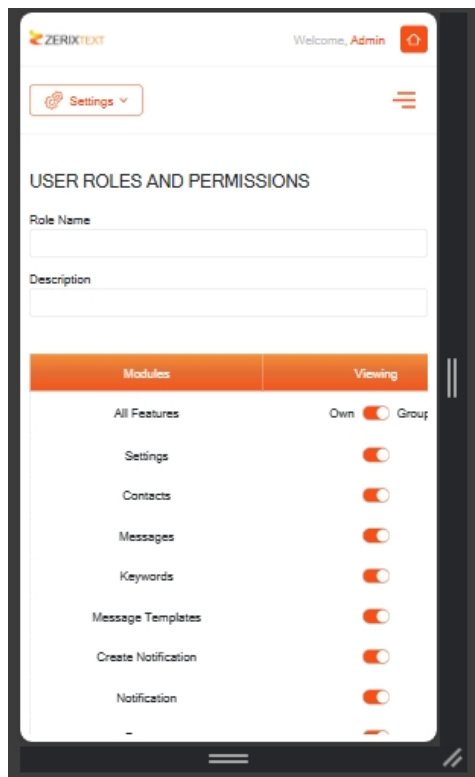 ZERIXTEXT Welcome, Admin
Settings
USER ROLES AND PERMISSIONS
Role Name
Description
Modules Viewing
All Features Own Group
Settings
Contacts
Messages
Keywords
Message Templates
Create Notification
Notification